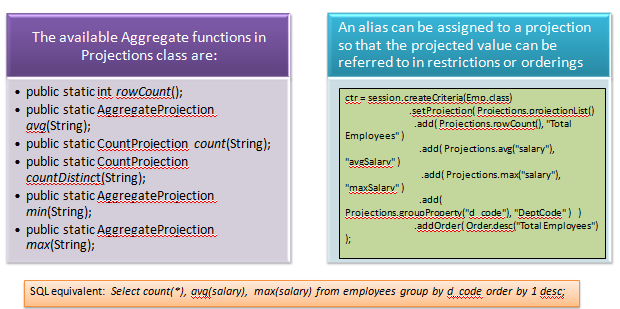 The available Aggregate functions in
Projections class are:
• public static int rowCount();
• public static AggregateProjection
avg(String);
• public static CountProjection count(String);
• public static CountProjection
countDistinct(String);
• public static AggregateProjection
min(String);
• public static AggregateProjection
max(String);
An alias can be assigned to a projection
so that the projected value can be
referred to in restrictions or orderings
ctr = session.createCriteria(Emp.class)
.setProjection( Projections.projectionList()
.add( Projections.rowCount(), "Total
Employees" )
.add( Projections.avg("salary"),
"avgSalary" )
.add( Projections.max("salary"),
"maxSalary" )
.add(
Projections.groupProperty("d_code"), "DeptCode" ) )
.addOrder( Order.desc("Total Employees")
);
SQL equivalent: Select count(*), avg(salary), max(salary) from employees group by d_code order by 1 desc;